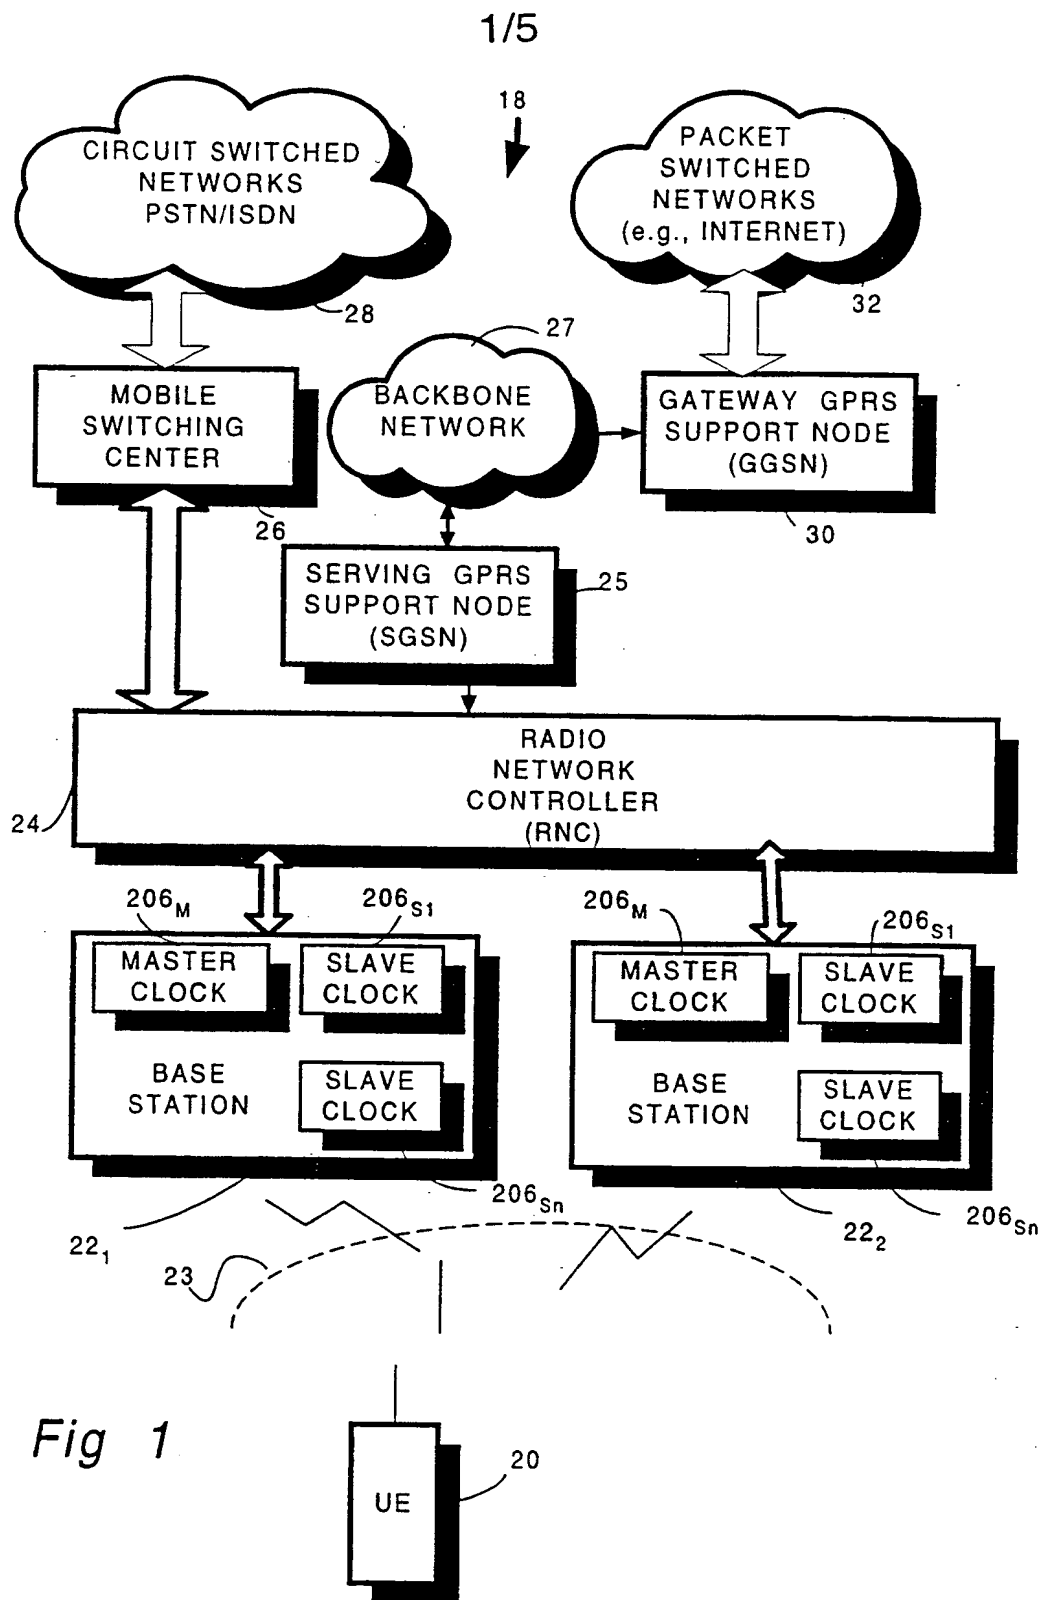 1/5
18
CIRCUIT SWITCHED
NETWORKS
PSTN/ISDN
28
PACKET
SWITCHED
NETWORKS
(e.g., INTERNET)
32
27
BACKBONE
NETWORK
MOBILE
SWITCHING
CENTER
26
GATEWAY GPRS
SUPPORT NODE
(GGSN)
30
SERVING GPRS
SUPPORT NODE
(SGSN)
25
RADIO
NETWORK
CONTROLLER
(RNC)
24
206M
206S1
MASTER
CLOCK
SLAVE
CLOCK
BASE
STATION
SLAVE
CLOCK
206Sn
221
206M
206S1
MASTER
CLOCK
SLAVE
CLOCK
BASE
STATION
SLAVE
CLOCK
206Sn
222
23
Fig 1
UE
20